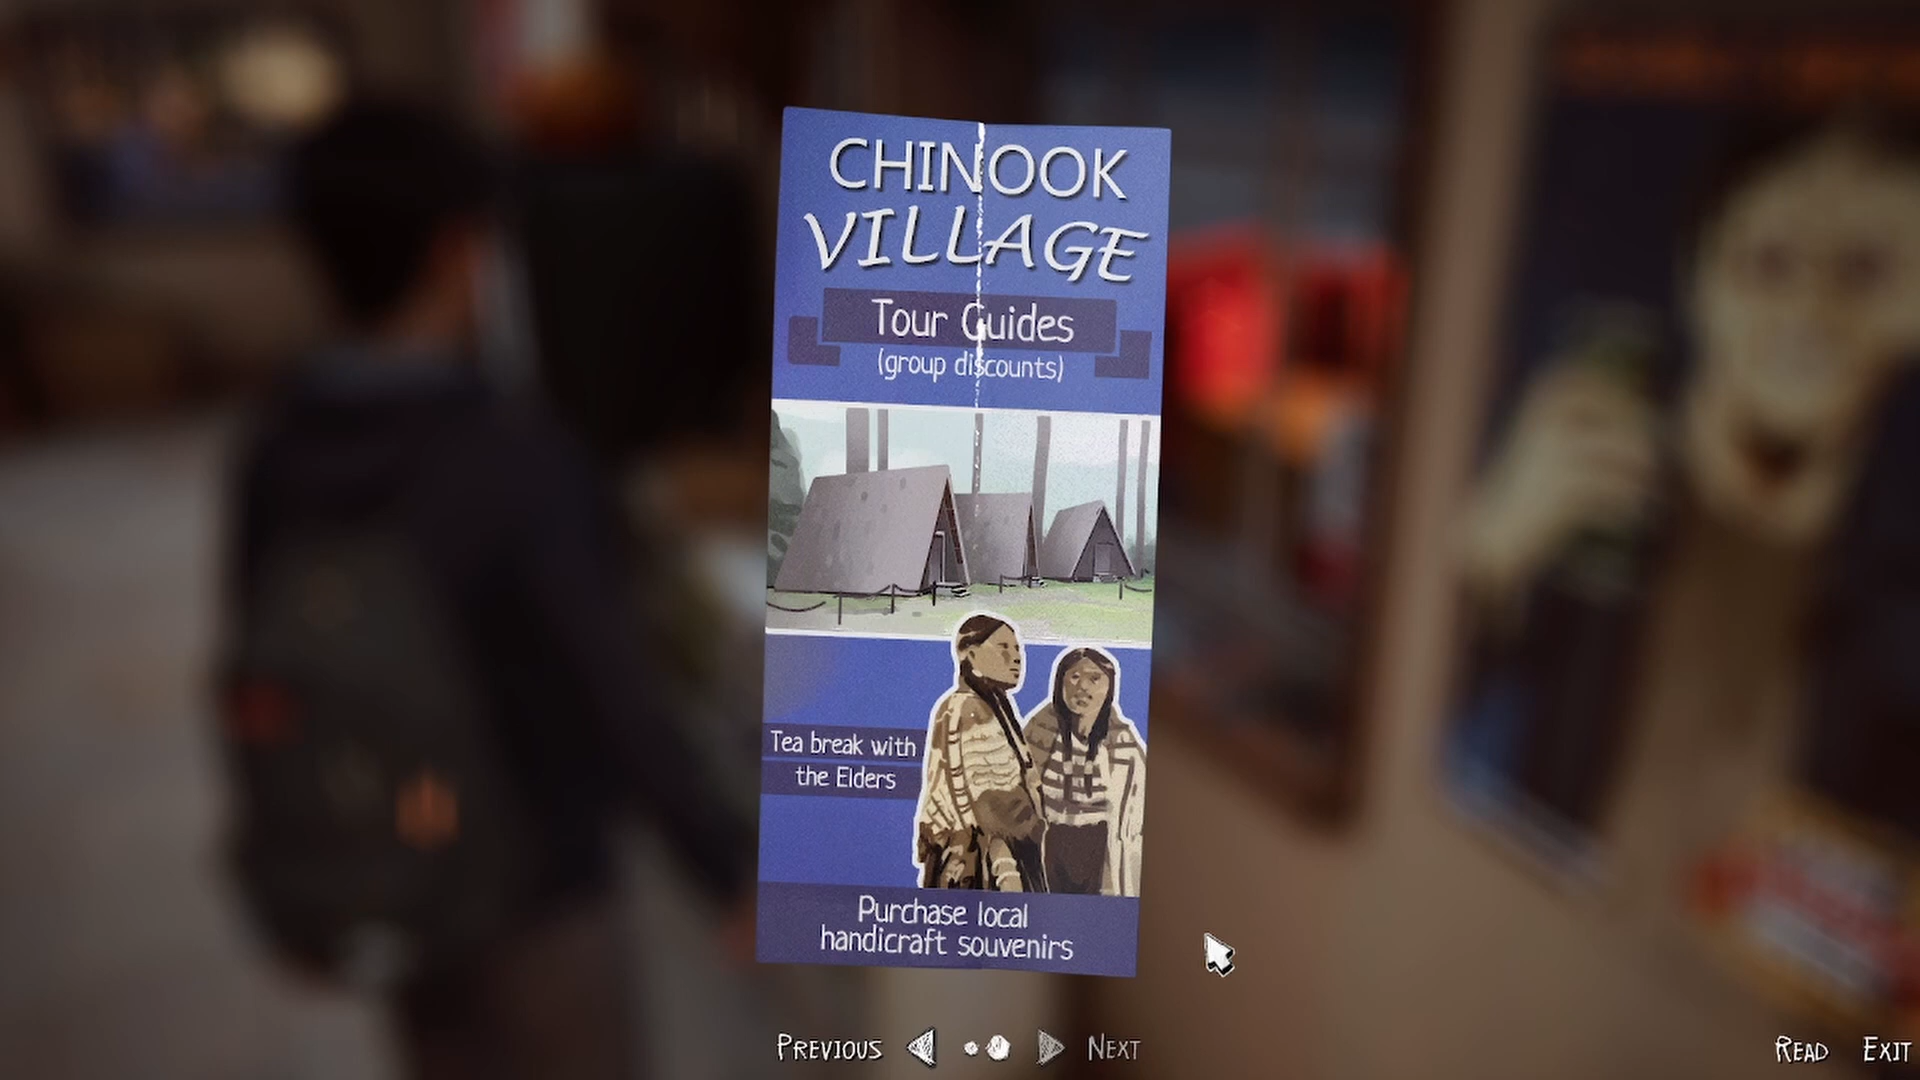 CHINOOK
VILLAGE
Tour Guides
(group discounts)
Tea break with
the Elders
Purchase local
handicraft souvenirs
PREVIOUS
NEXT
READ
EXIT